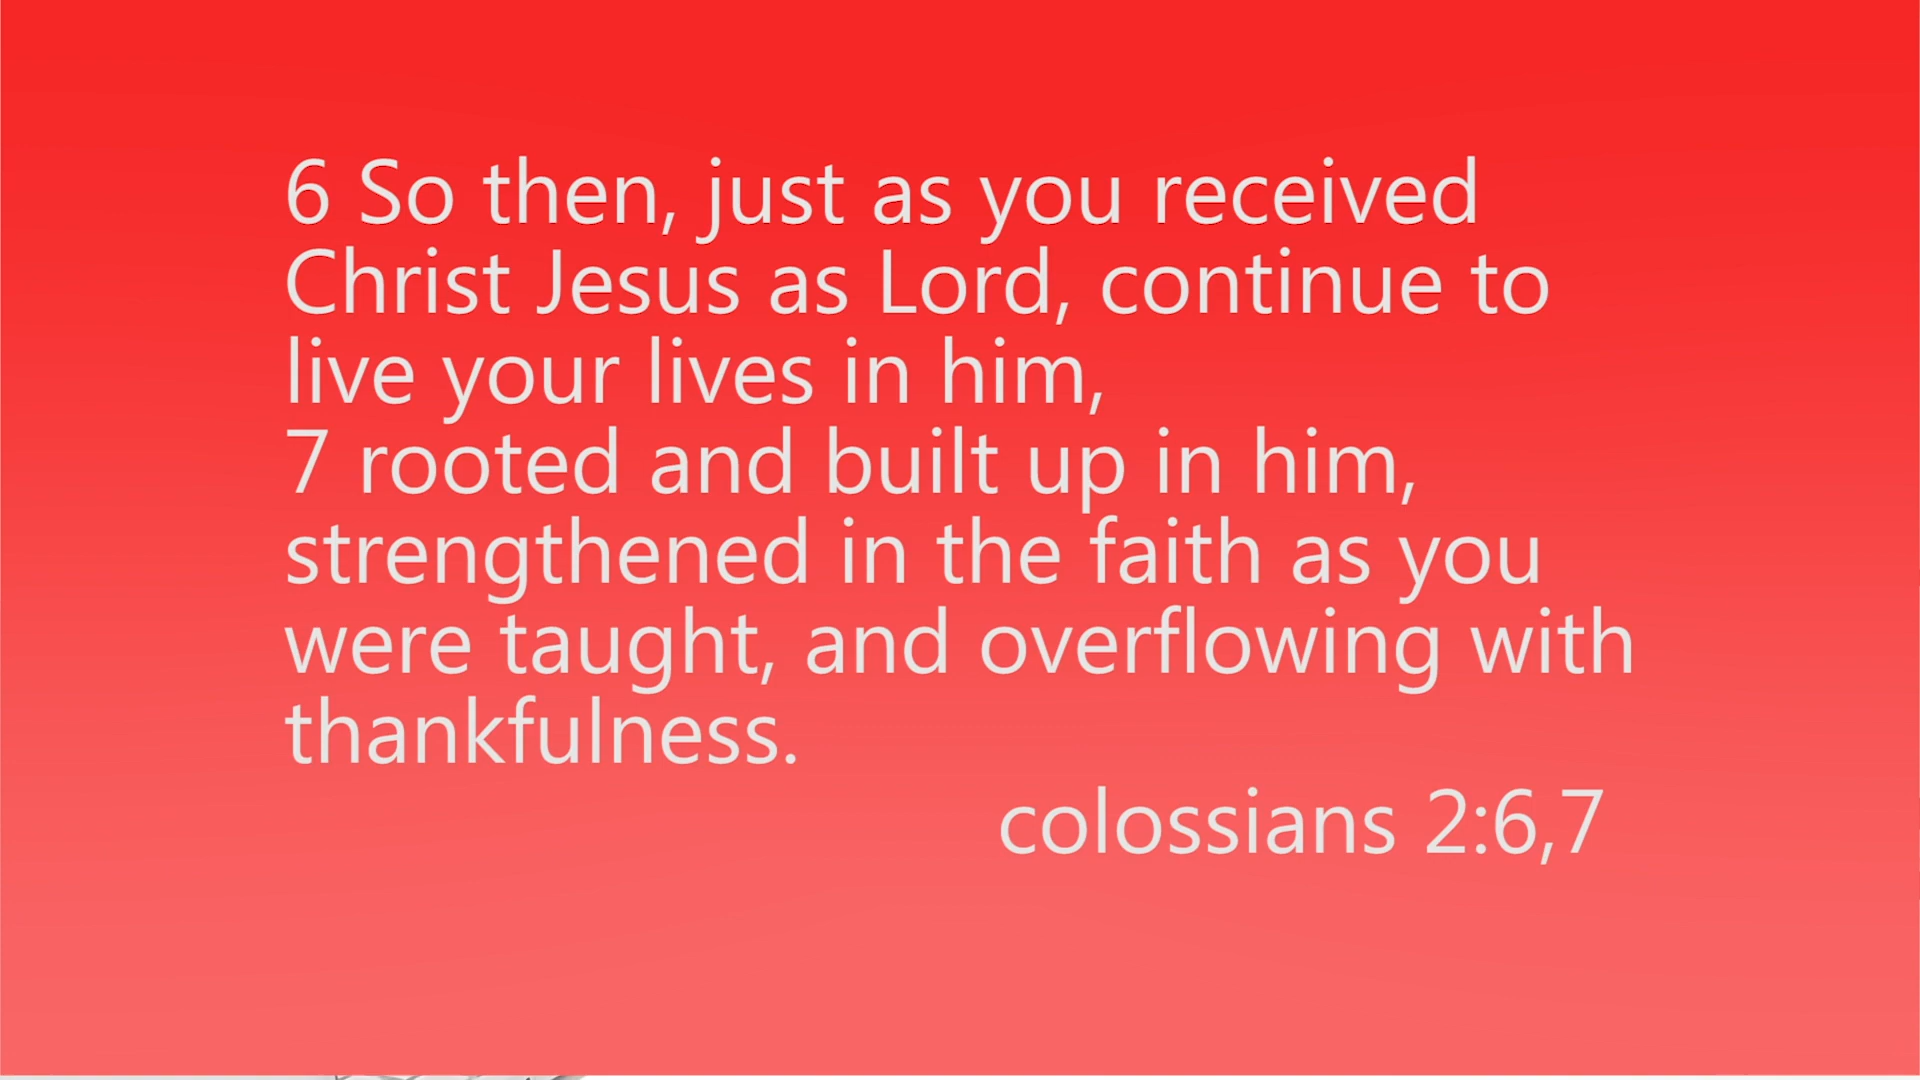 6 So then, just as you received
Christ Jesus as Lord, continue to
live your lives in him,
7 rooted and built up in him,
strengthened in the faith as you
were taught, and overflowing with
thankfulness.
colossians 2:6,7